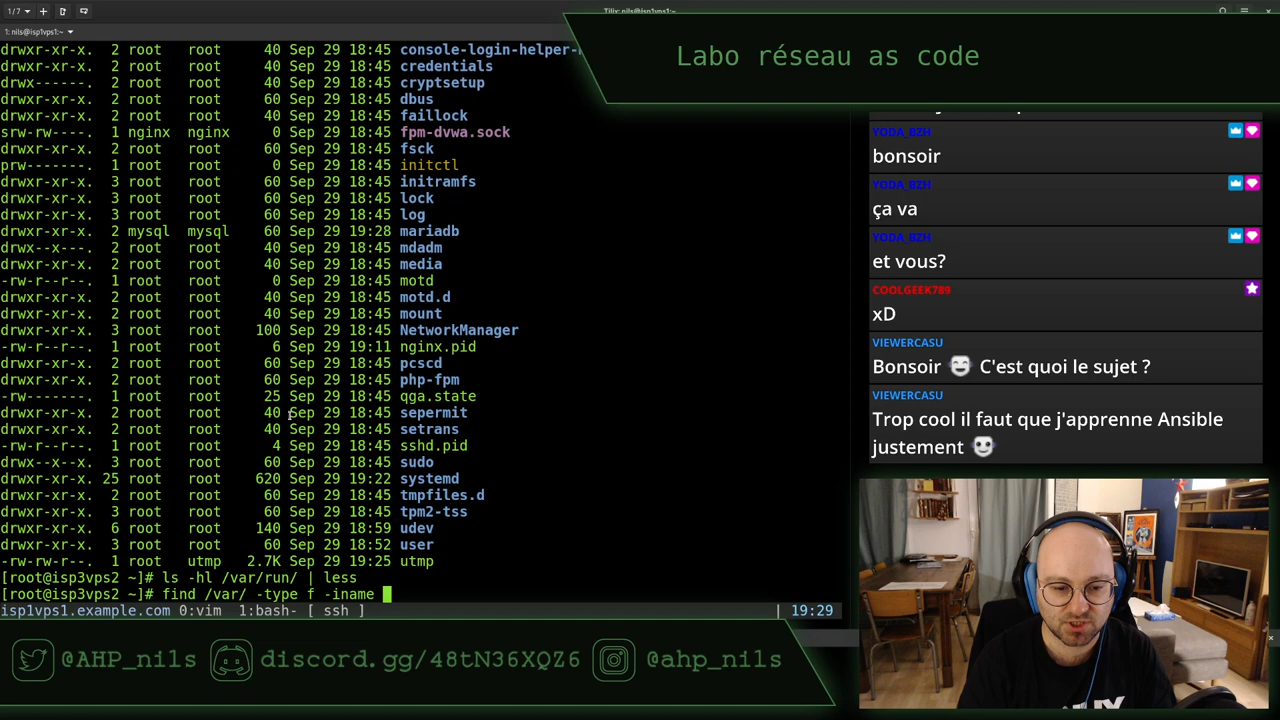 1/7
Tilix: nils@isp1vps1:~
1: nils@isp1vps1:~
drwxr-xr-x. 2 root root 40 Sep 29 18:45 console-login-helper-
drwxr-xr-x. 2 root root 40 Sep 29 18:45 credentials
drwx------. 2 root root 40 Sep 29 18:45 cryptsetup
drwxr-xr-x. 2 root root 60 Sep 29 18:45 dbus
drwxr-xr-x. 2 root root 40 Sep 29 18:45 faillock
srw-rw----. 1 nginx nginx 0 Sep 29 18:45 fpm-dvwa.sock
drwxr-xr-x. 2 root root 60 Sep 29 18:45 fsck
prw-------. 1 root root 0 Sep 29 18:45 initctl
drwxr-xr-x. 3 root root 60 Sep 29 18:45 initramfs
drwxr-xr-x. 3 root root 60 Sep 29 18:45 lock
drwxr-xr-x. 3 root root 60 Sep 29 18:45 log
drwxr-xr-x. 2 mysql mysql 60 Sep 29 19:28 mariadb
drwx--x---. 2 root root 40 Sep 29 18:45 mdadm
drwxr-xr-x. 2 root root 40 Sep 29 18:45 media
-rw-r--r--. 1 root root 0 Sep 29 18:45 motd
drwxr-xr-x. 2 root root 40 Sep 29 18:45 motd.d
drwxr-xr-x. 2 root root 40 Sep 29 18:45 mount
drwxr-xr-x. 3 root root 100 Sep 29 18:45 NetworkManager
-rw-r--r--. 1 root root 6 Sep 29 19:11 nginx.pid
drwxr-xr-x. 2 root root 60 Sep 29 18:45 pcscd
drwxr-xr-x. 2 root root 60 Sep 29 18:45 php-fpm
-rw-------. 1 root root 25 Sep 29 18:45 qga.state
drwxr-xr-x. 2 root root 40 Sep 29 18:45 sepermit
drwxr-xr-x. 2 root root 40 Sep 29 18:45 setrans
-rw-r--r--. 1 root root 4 Sep 29 18:45 sshd.pid
drwx--x--x. 3 root root 60 Sep 29 18:45 sudo
drwxr-xr-x. 25 root root 620 Sep 29 19:22 systemd
drwxr-xr-x. 2 root root 60 Sep 29 18:45 tmpfiles.d
drwxr-xr-x. 3 root root 60 Sep 29 18:45 tpm2-tss
drwxr-xr-x. 6 root root 140 Sep 29 18:59 udev
drwxr-xr-x. 3 root root 60 Sep 29 18:52 user
-rw-rw-r--. 1 root utmp 2.7K Sep 29 19:25 utmp
[root@isp3vps2 ~]# ls -hl /var/run/ | less
[root@isp3vps2 ~]# find /var/ -type f -iname
isp1vps1.example.com 0:vim 1:bash- [ ssh ] | 19:29
Labo réseau as code
YODA_BZH
bonsoir
YODA_BZH
ça va
YODA_BZH
et vous?
COOLGEEK789
xD
VIEWERCASU
Bonsoir C'est quoi le sujet ?
VIEWERCASU
Trop cool il faut que j'apprenne Ansible
justement
@AHP_nils discord.gg/48tN36XQZ6 @ahp_nils